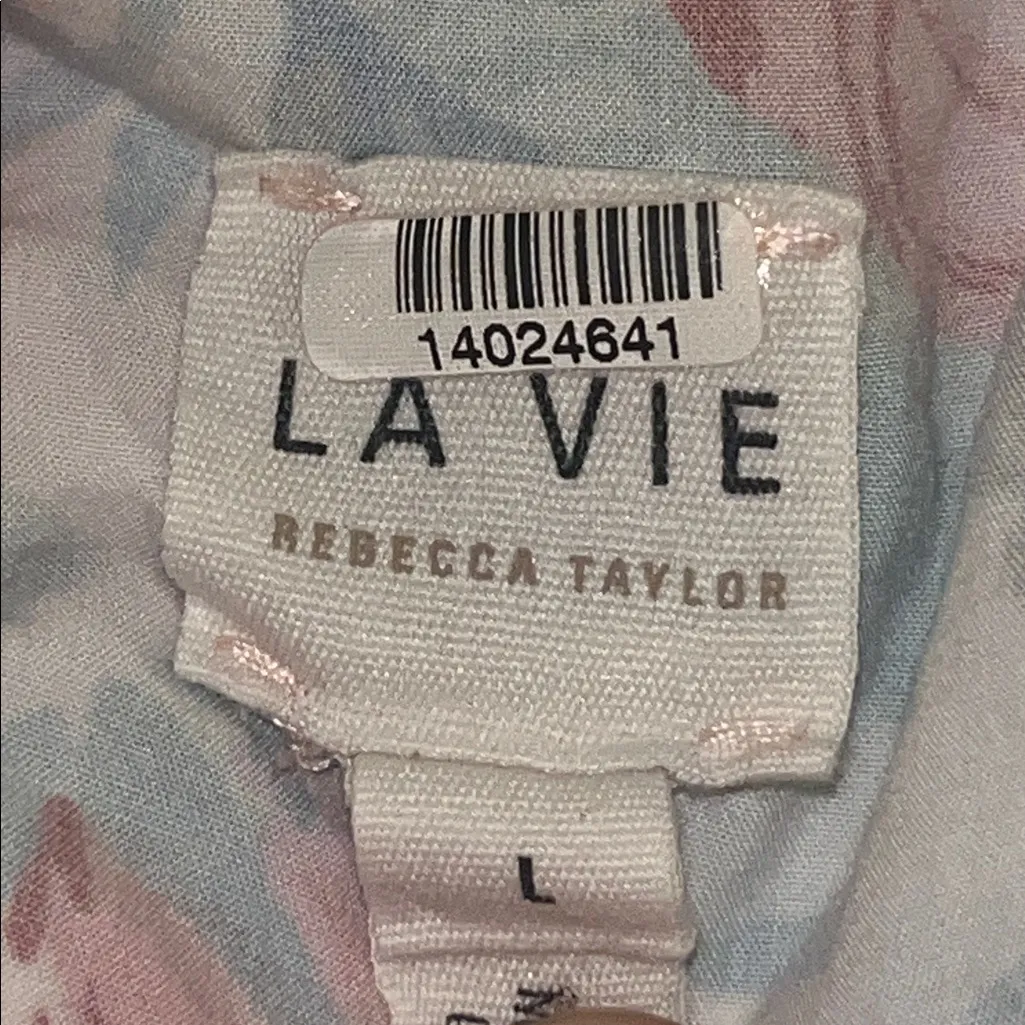 14024641
LA VIE
REBECCA TAYLOR
L